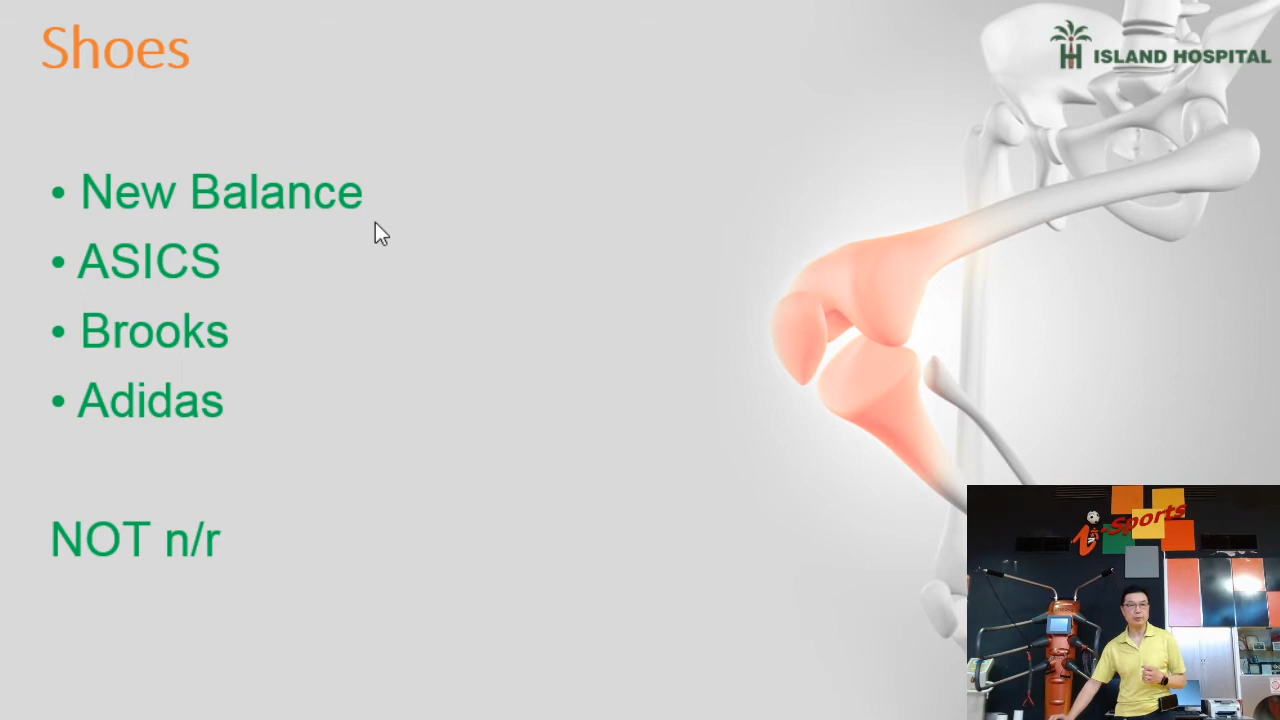 Shoes
ISLAND HOSPITAL
• New Balance
• ASICS
• Brooks
• Adidas
NOT n/r
i-Sports